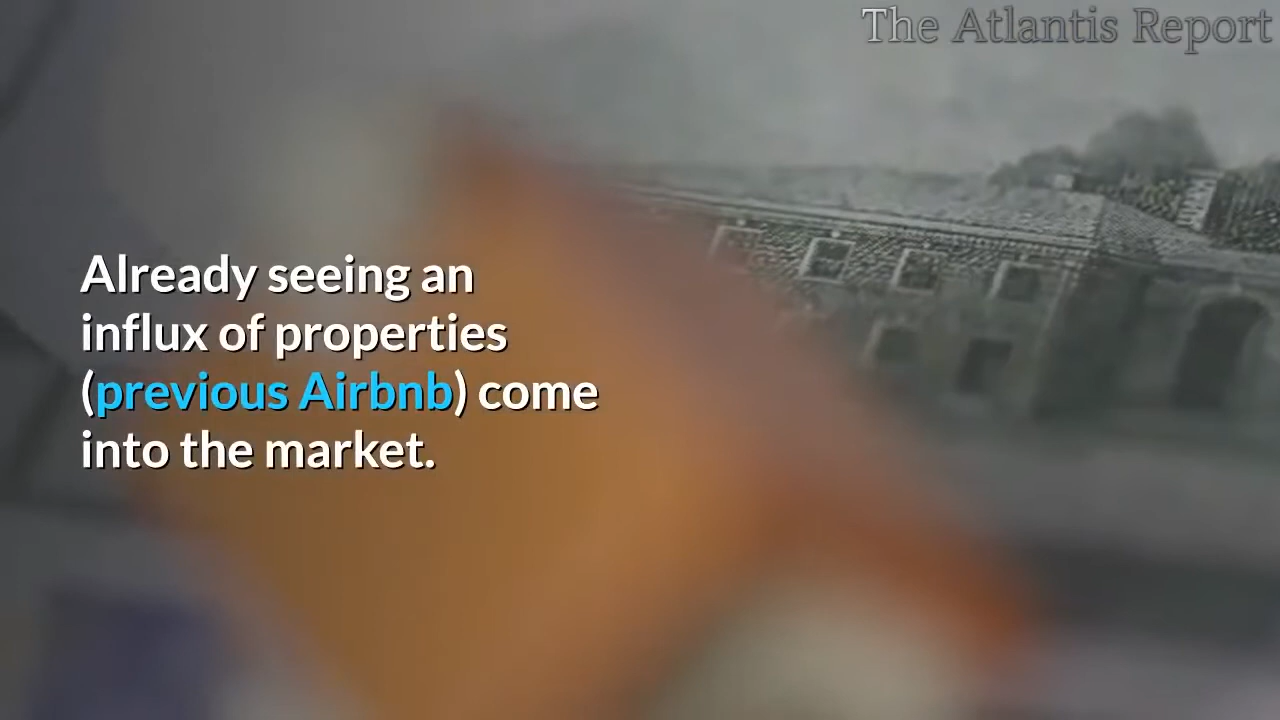 The Atlantis Report
Already seeing an
influx of properties
(previous Airbnb) come
into the market.